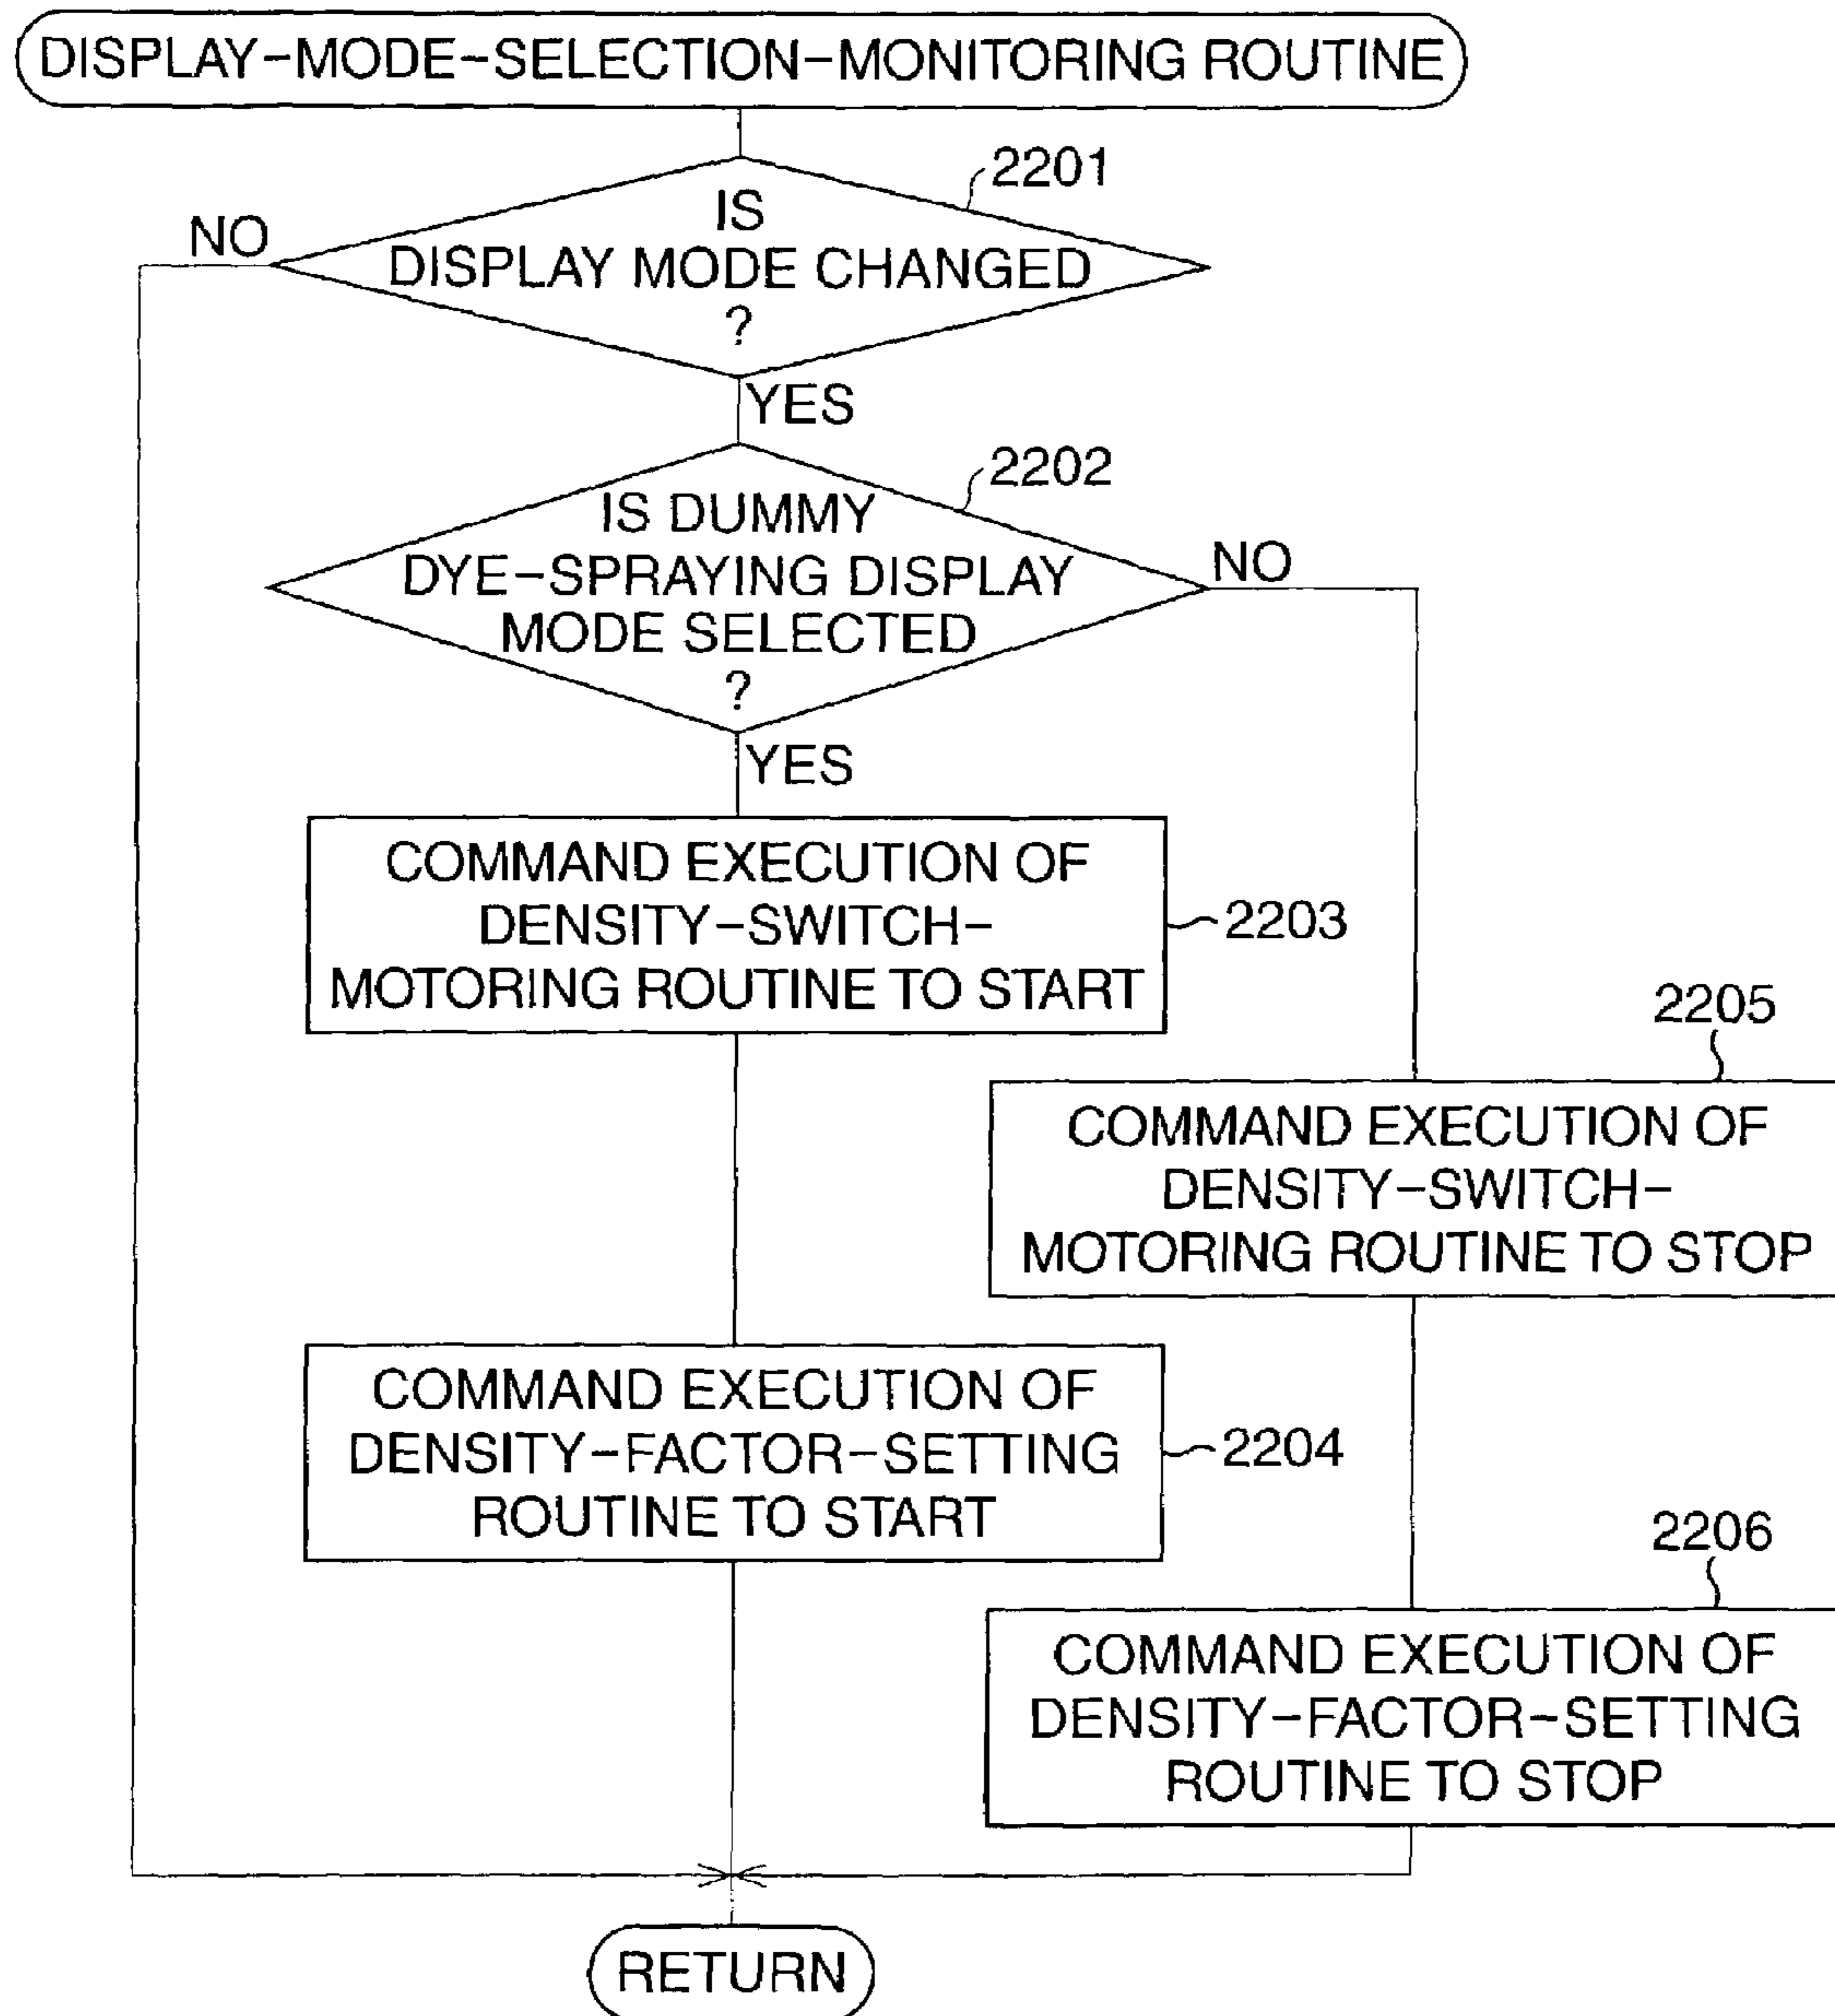 DISPLAY-MODE-SELECTION-MONITORING ROUTINE
2201
IS
DISPLAY MODE CHANGED
?
NO
YES
2202
IS DUMMY
DYE-SPRAYING DISPLAY
MODE SELECTED
?
NO
YES
COMMAND EXECUTION OF
DENSITY-SWITCH-
MOTORING ROUTINE TO START
2203
2205
COMMAND EXECUTION OF
DENSITY-SWITCH-
MOTORING ROUTINE TO STOP
COMMAND EXECUTION OF
DENSITY-FACTOR-SETTING
ROUTINE TO START
2204
2206
COMMAND EXECUTION OF
DENSITY-FACTOR-SETTING
ROUTINE TO STOP
RETURN